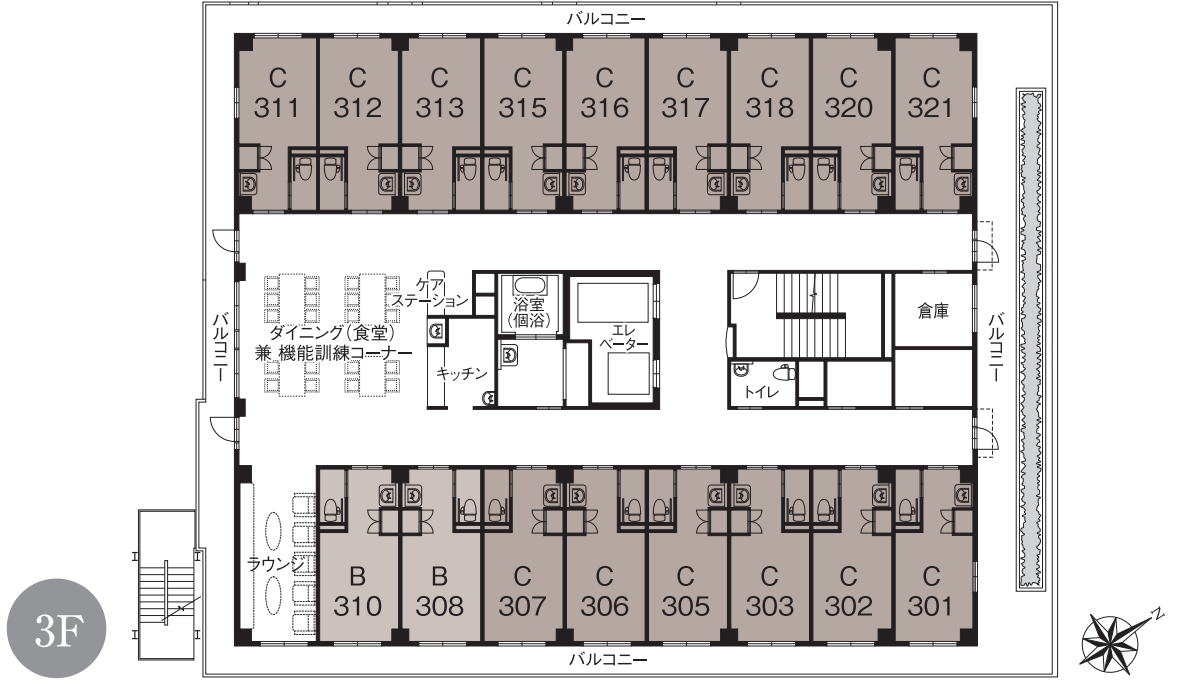 バルコニー
C
311
C
312
C
313
C
315
C
316
C
317
C
318
C
320
C
321
ケア
ステーション
浴室
(個浴)
エレ
ベーター
倉庫
バルコニー
ダイニング(食堂)
兼 機能訓練コーナー
キッチン
トイレ
バルコニー
ラウンジ
B
310
B
308
C
307
C
306
C
305
C
303
C
302
C
301
バルコニー
3F
N